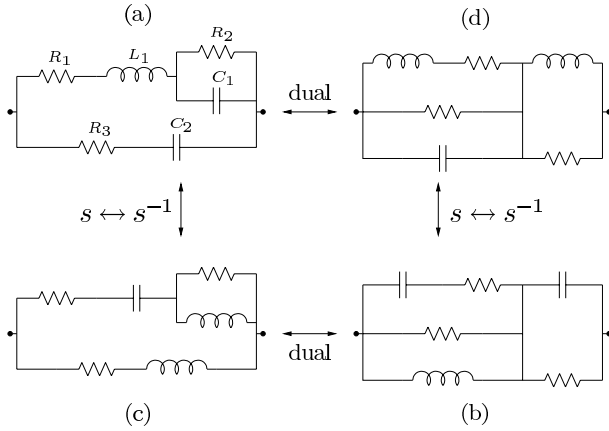 (a)
(d)
R₂
R₁
L₁
C₁
dual
R₃
C₂
s ↔ s⁻¹
s ↔ s⁻¹
dual
(c)
(b)